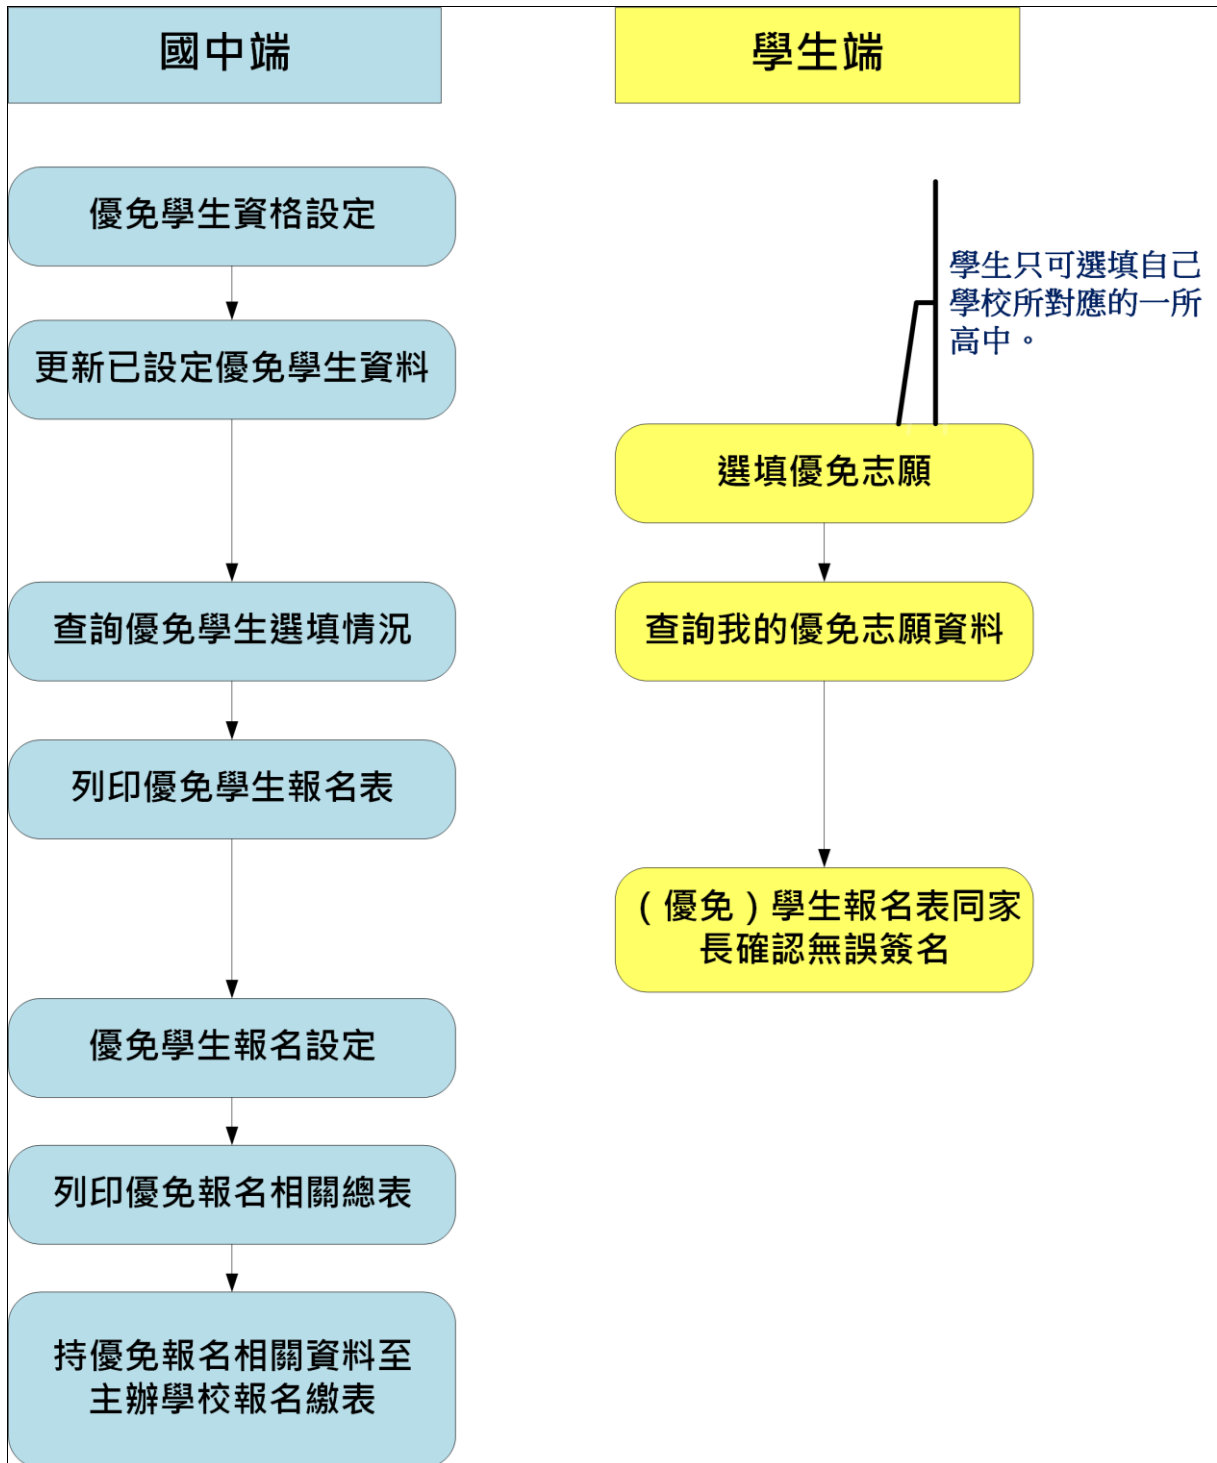 國中端
學生端
優免學生資格設定
學生只可選填自己
學校所對應的一所
高中。
更新已設定優免學生資料
選填優免志願
查詢優免學生選填情況
查詢我的優免志願資料
列印優免學生報名表
（優免）學生報名表同家
長確認無誤簽名
優免學生報名設定
列印優免報名相關總表
持優免報名相關資料至
主辦學校報名繳表